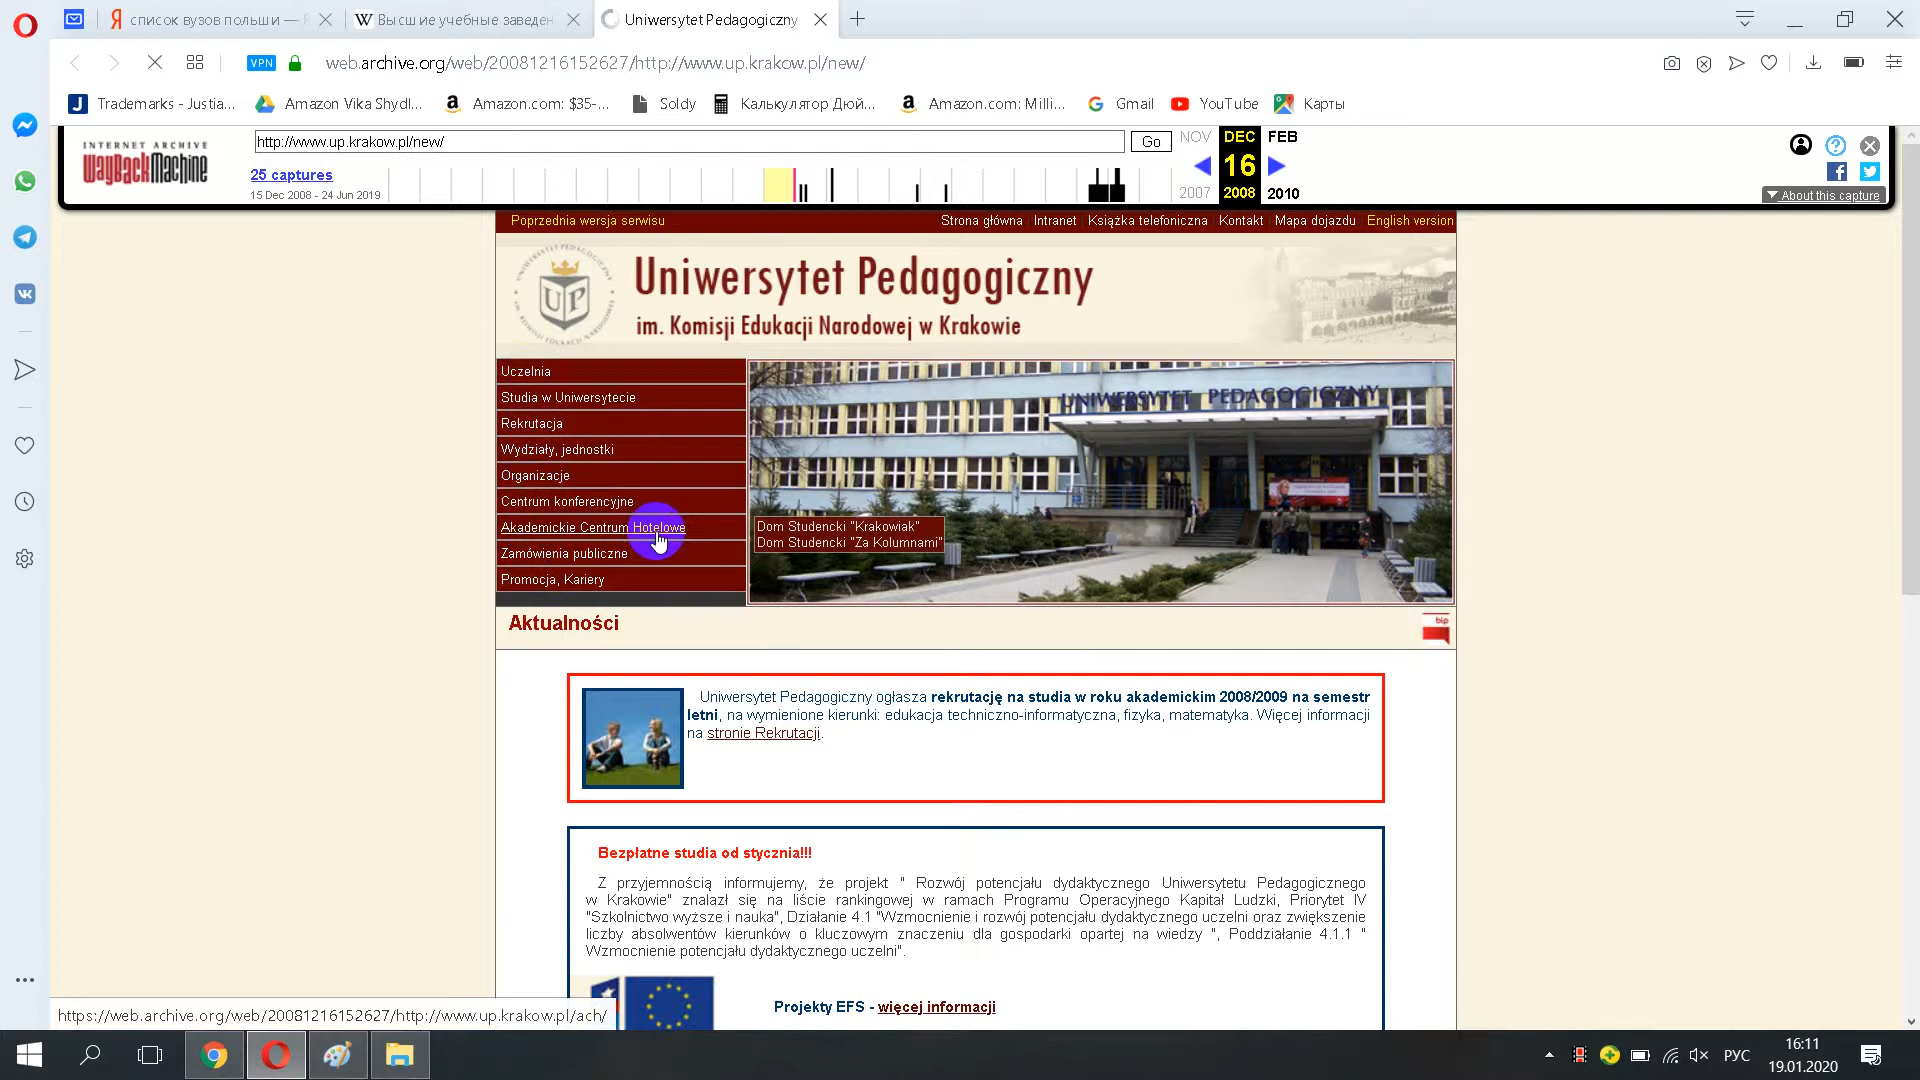 список вузов польши — Я
Высшие учебные заведен
Uniwersytet Pedagogiczny
VPN
web.archive.org/web/20081216152627/http://www.up.krakow.pl/new/
Trademarks - Justia...
Amazon Vika Shydl...
Amazon.com: $35-...
Soldy
Калькулятор Дюй...
Amazon.com: Milli...
Gmail
YouTube
Карты
INTERNET ARCHIVE
WayBackMachine
http://www.up.krakow.pl/new/
Go
NOV
DEC
FEB
25 captures
16
15 Dec 2008 - 24 Jun 2019
2007
2008
2010
About this capture
Poprzednia wersja serwisu
Strona główna
Intranet
Książka telefoniczna
Kontakt
Mapa dojazdu
English version
UP
Uniwersytet Pedagogiczny
im. Komisji Edukacji Narodowej w Krakowie
Uczelnia
Studia w Uniwersytecie
Rekrutacja
Wydziały, jednostki
Organizacje
Centrum konferencyjne
Akademickie Centrum Hotelowe
Zamówienia publiczne
Promocja, Kariery
UNIWERSYTET PEDAGOGICZNY
Dom Studencki "Krakowiak"
Dom Studencki "Za Kolumnami"
Aktualności
bip
Uniwersytet Pedagogiczny ogłasza rekrutację na studia w roku akademickim 2008/2009 na semestr
letni, na wymienione kierunki: edukacja techniczno-informatyczna, fizyka, matematyka. Więcej informacji
na stronie Rekrutacji.
Bezpłatne studia od stycznia!!!
Z przyjemnością informujemy, że projekt " Rozwój potencjału dydaktycznego Uniwersytetu Pedagogicznego
w Krakowie" znalazł się na liście rankingowej w ramach Programu Operacyjnego Kapitał Ludzki, Priorytet IV
"Szkolnictwo wyższe i nauka", Działanie 4.1 "Wzmocnienie i rozwój potencjału dydaktycznego uczelni oraz zwiększenie
liczby absolwentów kierunków o kluczowym znaczeniu dla gospodarki opartej na wiedzy ", Poddziałanie 4.1.1 "
Wzmocnienie potencjału dydaktycznego uczelni".
Projekty EFS - więcej informacji
https://web.archive.org/web/20081216152627/http://www.up.krakow.pl/ach/
РУС
16:11
19.01.2020